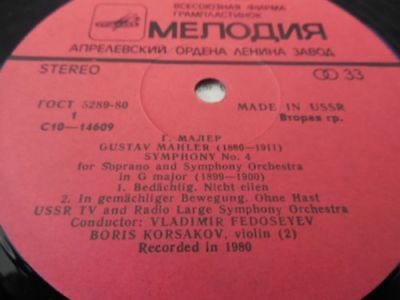 ВСЕСОЮЗНАЯ ФИРМА
ГРАМПЛАСТИНОК
МЕЛОДИЯ
АПРЕЛЕВСКИЙ ОРДЕНА ЛЕНИНА ЗАВОД
STEREO
33
ГОСТ 5289-80
MADE IN USSR
1
Вторая гр.
С10—14609
Г. МАЛЕР
GUSTAV MAHLER (1860—1911)
SYMPHONY No. 4
for Soprano and Symphony Orchestra
in G major (1899—1900)
1. Bedächtig. Nicht eilen
2. In gemächliger Bewegung. Ohne Hast
USSR TV and Radio Large Symphony Orchestra
Conductor: VLADIMIR FEDOSEYEV
BORIS KORSAKOV, violin (2)
Recorded in 1980